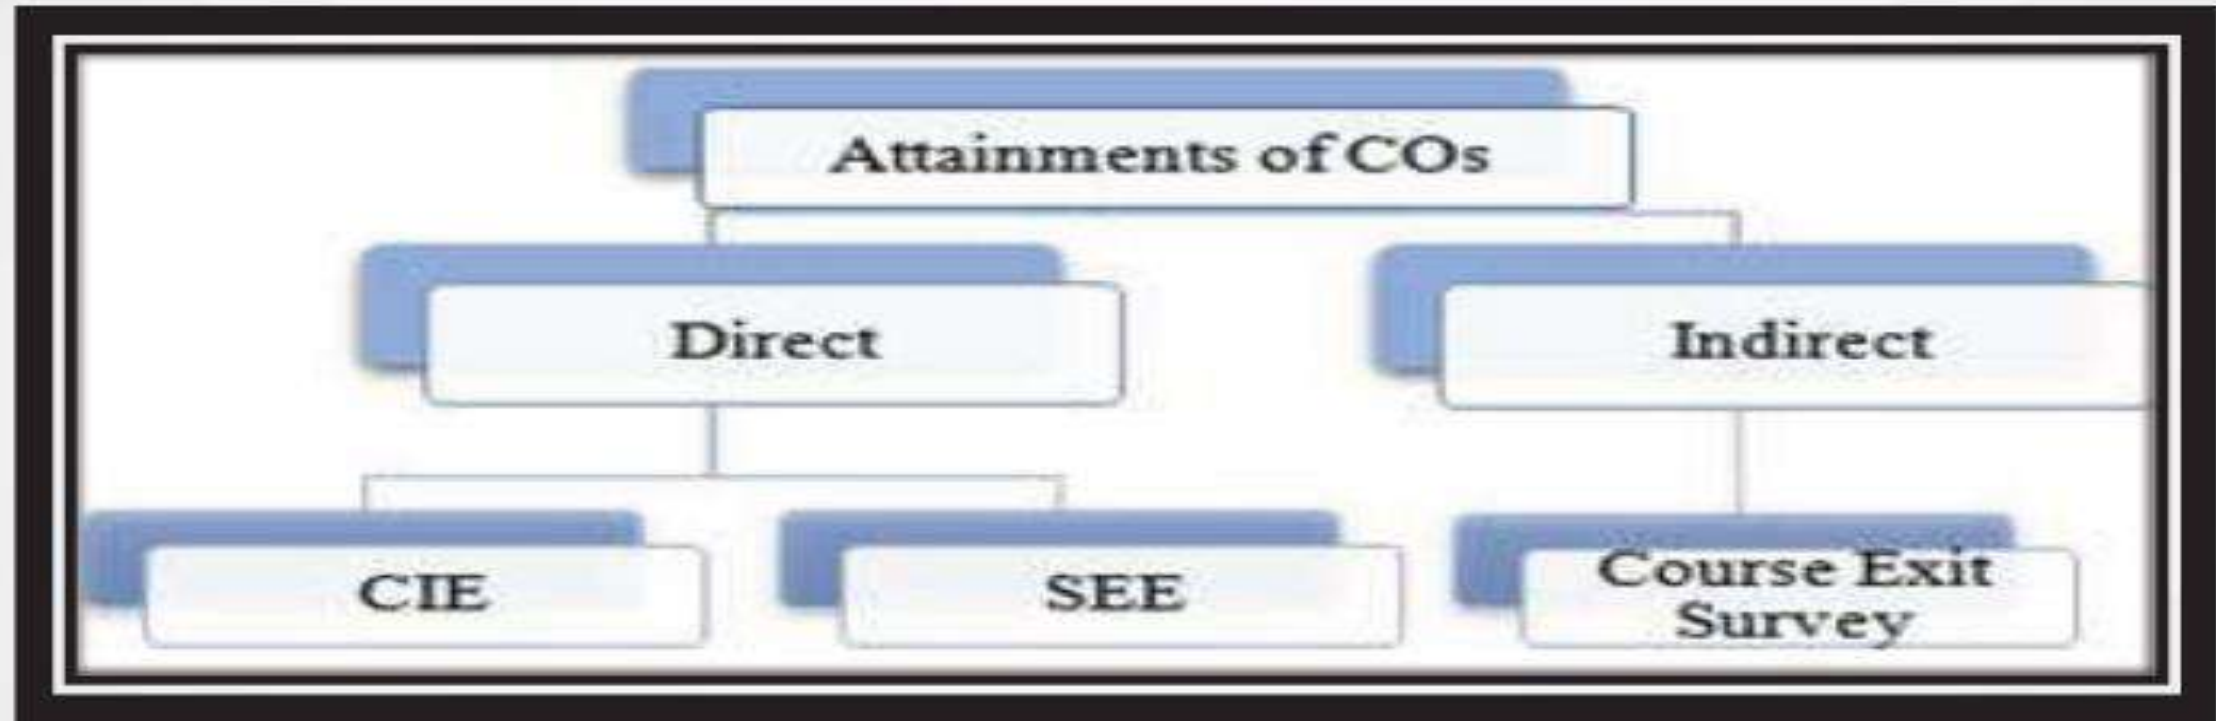 Attainments of COs
Direct
Indirect
CIE
SEE
Course Exit
Survey